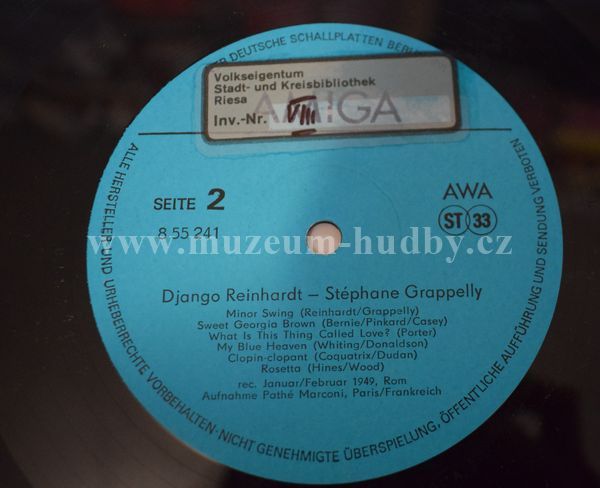 DEUTSCHE SCHALLPLATTEN BERLIN
Volkseigentum
Stadt- und Kreisbibliothek
Riesa
Inv.-Nr. VIII
AMIGA
SEITE 2
8 55 241
AWA
ST 33
www.muzeum-hudby.cz
Django Reinhardt – Stéphane Grappelly
Minor Swing (Reinhardt/Grappelly)
Sweet Georgia Brown (Bernie/Pinkard/Casey)
What Is This Thing Called Love? (Porter)
My Blue Heaven (Whiting/Donaldson)
Clopin-clopant (Coquatrix/Dudan)
Rosetta (Hines/Wood)
rec. Januar/Februar 1949, Rom
Aufnahme Pathé Marconi, Paris/Frankreich
ALLE HERSTELLER- UND URHEBERRECHTE VORBEHALTEN · NICHT GENEHMIGTE ÜBERSPIELUNG, ÖFFENTLICHE AUFFÜHRUNG UND SENDUNG VERBOTEN